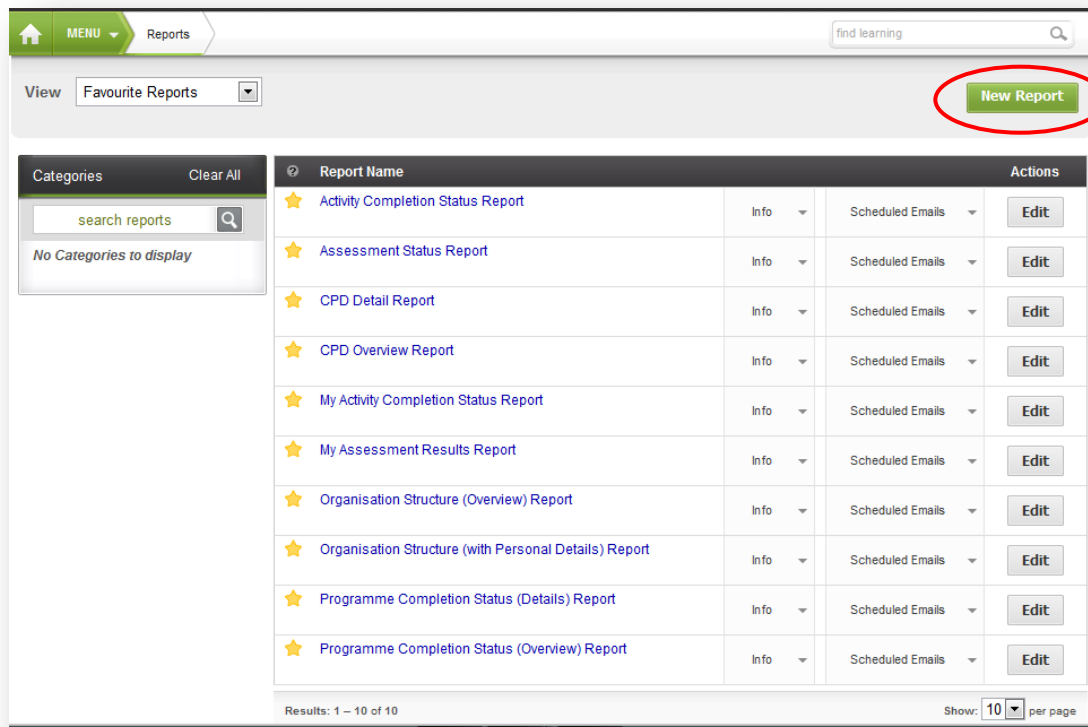 MENU Reports find learning
View Favourite Reports New Report
Categories Clear All
search reports
No Categories to display
? Report Name Actions
Activity Completion Status Report Info Scheduled Emails Edit
Assessment Status Report Info Scheduled Emails Edit
CPD Detail Report Info Scheduled Emails Edit
CPD Overview Report Info Scheduled Emails Edit
My Activity Completion Status Report Info Scheduled Emails Edit
My Assessment Results Report Info Scheduled Emails Edit
Organisation Structure (Overview) Report Info Scheduled Emails Edit
Organisation Structure (with Personal Details) Report Info Scheduled Emails Edit
Programme Completion Status (Details) Report Info Scheduled Emails Edit
Programme Completion Status (Overview) Report Info Scheduled Emails Edit
Results: 1 – 10 of 10 Show: 10 per page